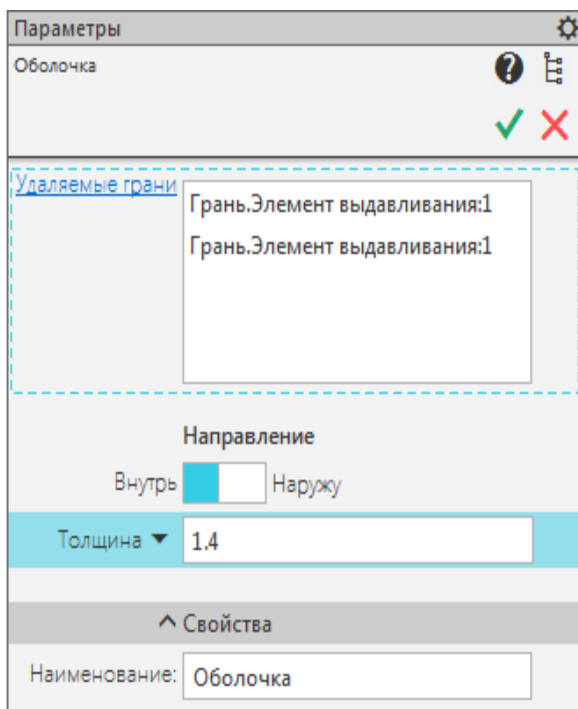 Параметры
Оболочка
Удаляемые грани
Грань.Элемент выдавливания:1
Грань.Элемент выдавливания:1
Направление
Внутрь Наружу
Толщина 1.4
Свойства
Наименование: Оболочка